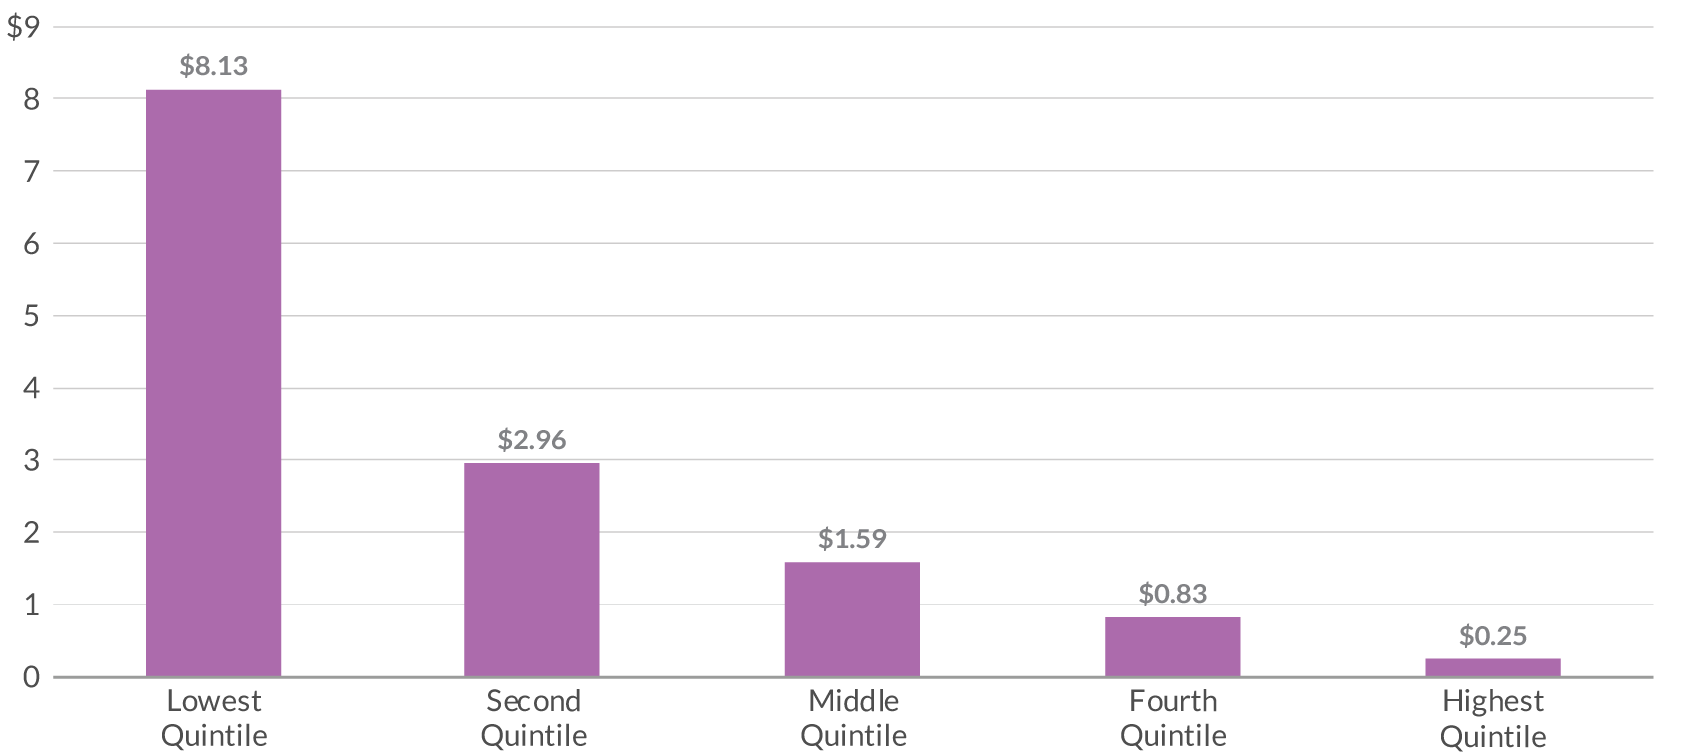 $9
$8.13
8
7
6
5
4
$2.96
3
2
$1.59
1
$0.83
$0.25
0
Lowest
Quintile
Second
Quintile
Middle
Quintile
Fourth
Quintile
Highest
Quintile